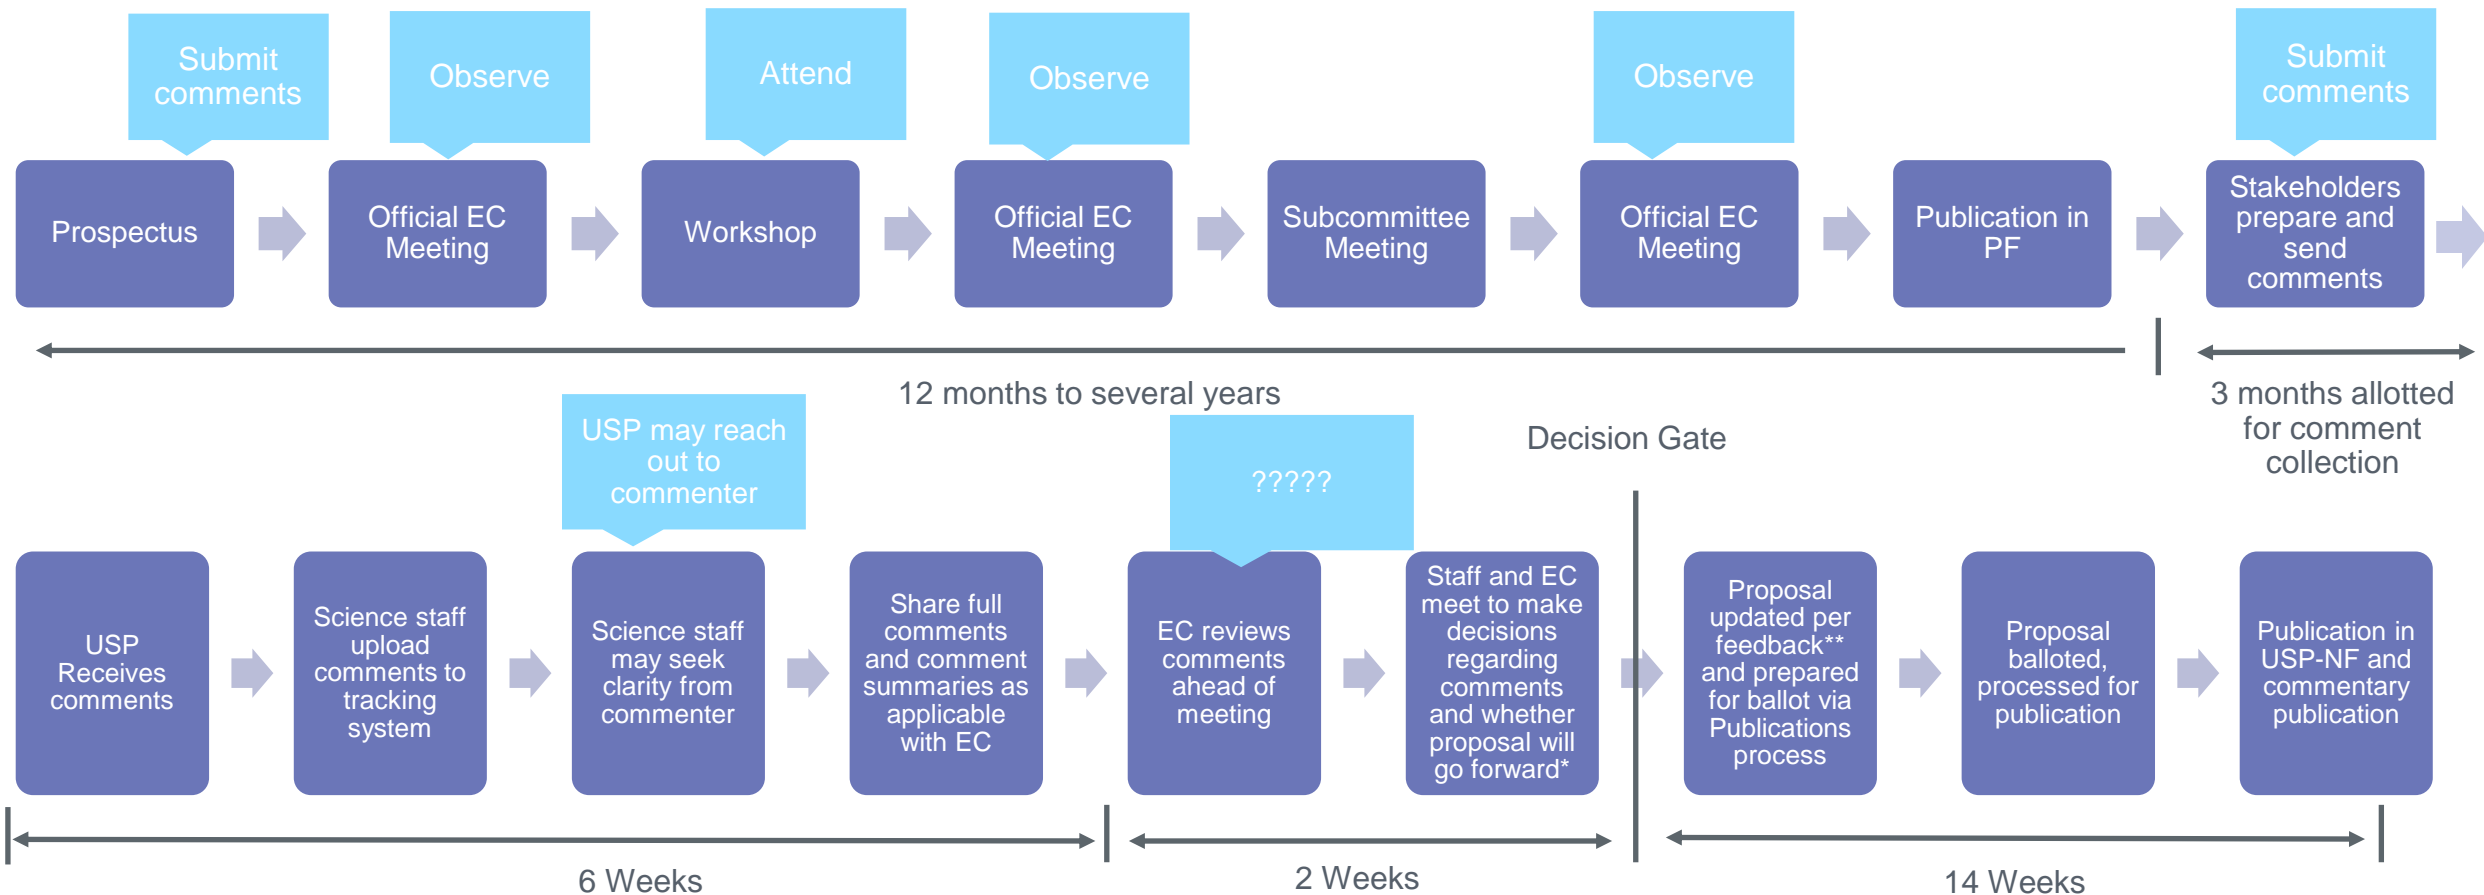 Submit
comments
Observe
Attend
Observe
Observe
Submit
comments
Prospectus
Official EC
Meeting
Workshop
Official EC
Meeting
Subcommittee
Meeting
Official EC
Meeting
Publication in
PF
Stakeholders
prepare and
send
comments
12 months to several years
3 months allotted
for comment
collection
USP may reach
out to
commenter
?????
Decision Gate
USP
Receives
comments
Science staff
upload
comments to
tracking
system
Science staff
may seek
clarity from
commenter
Share full
comments
and comment
summaries as
applicable
with EC
EC reviews
comments
ahead of
meeting
Staff and EC
meet to make
decisions
regarding
comments
and whether
proposal will
go forward*
Proposal
updated per
feedback**
and prepared
for ballot via
Publications
process
Proposal
balloted,
processed for
publication
Publication in
USP-NF and
commentary
publication
6 Weeks
2 Weeks
14 Weeks